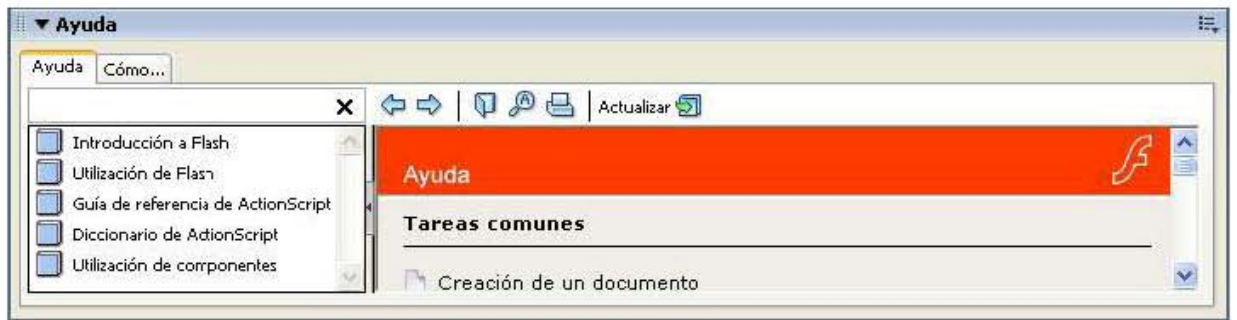 Ayuda
Ayuda Cómo...
Actualizar
Introducción a Flash
Utilización de Flash
Guía de referencia de ActionScript
Diccionario de ActionScript
Utilización de componentes
Ayuda
Tareas comunes
Creación de un documento